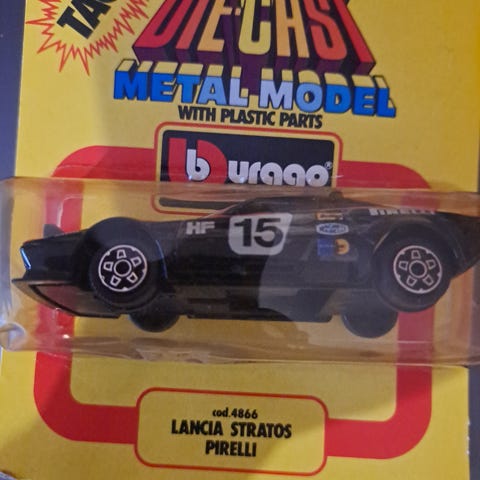 DIE-CAST
METAL MODEL
WITH PLASTIC PARTS
burago®
HF
15
PIRELLI
cod.4866
LANCIA STRATOS
PIRELLI